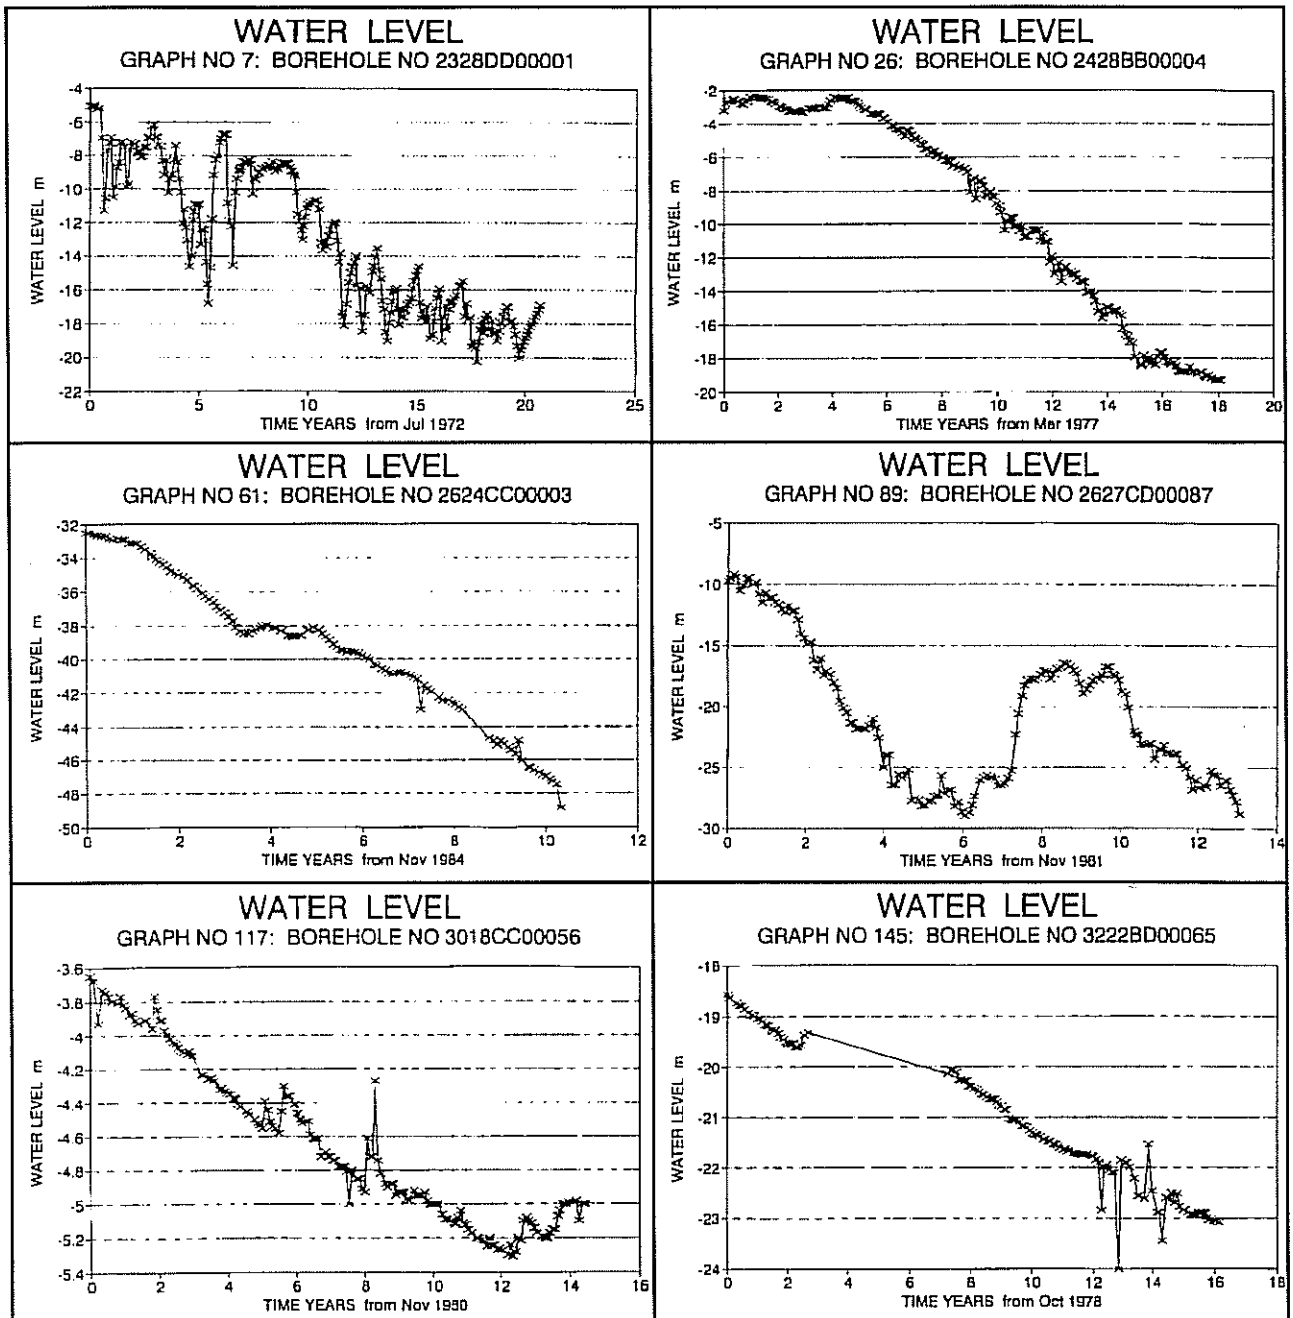 WATER LEVEL
GRAPH NO 7: BOREHOLE NO 2328DD00001
WATER LEVEL m
-4
-6
-8
-10
-12
-14
-16
-18
-20
-22
0 5 10 15 20 25
TIME YEARS from Jul 1972
WATER LEVEL
GRAPH NO 26: BOREHOLE NO 2428BB00004
WATER LEVEL m
-2
-4
-6
-8
-10
-12
-14
-16
-18
-20
0 2 4 6 8 10 12 14 16 18 20
TIME YEARS from Mar 1977
WATER LEVEL
GRAPH NO 61: BOREHOLE NO 2624CC00003
WATER LEVEL m
-32
-34
-36
-38
-40
-42
-44
-46
-48
-50
0 2 4 6 8 10 12
TIME YEARS from Nov 1984
WATER LEVEL
GRAPH NO 89: BOREHOLE NO 2627CD00087
WATER LEVEL m
-5
-10
-15
-20
-25
-30
0 2 4 6 8 10 12 14
TIME YEARS from Nov 1981
WATER LEVEL
GRAPH NO 117: BOREHOLE NO 3018CC00056
WATER LEVEL m
-3.6
-3.8
-4
-4.2
-4.4
-4.6
-4.8
-5
-5.2
-5.4
0 2 4 6 8 10 12 14 16
TIME YEARS from Nov 1980
WATER LEVEL
GRAPH NO 145: BOREHOLE NO 3222BD00065
WATER LEVEL m
-18
-19
-20
-21
-22
-23
-24
0 2 4 6 8 10 12 14 16 18
TIME YEARS from Oct 1978